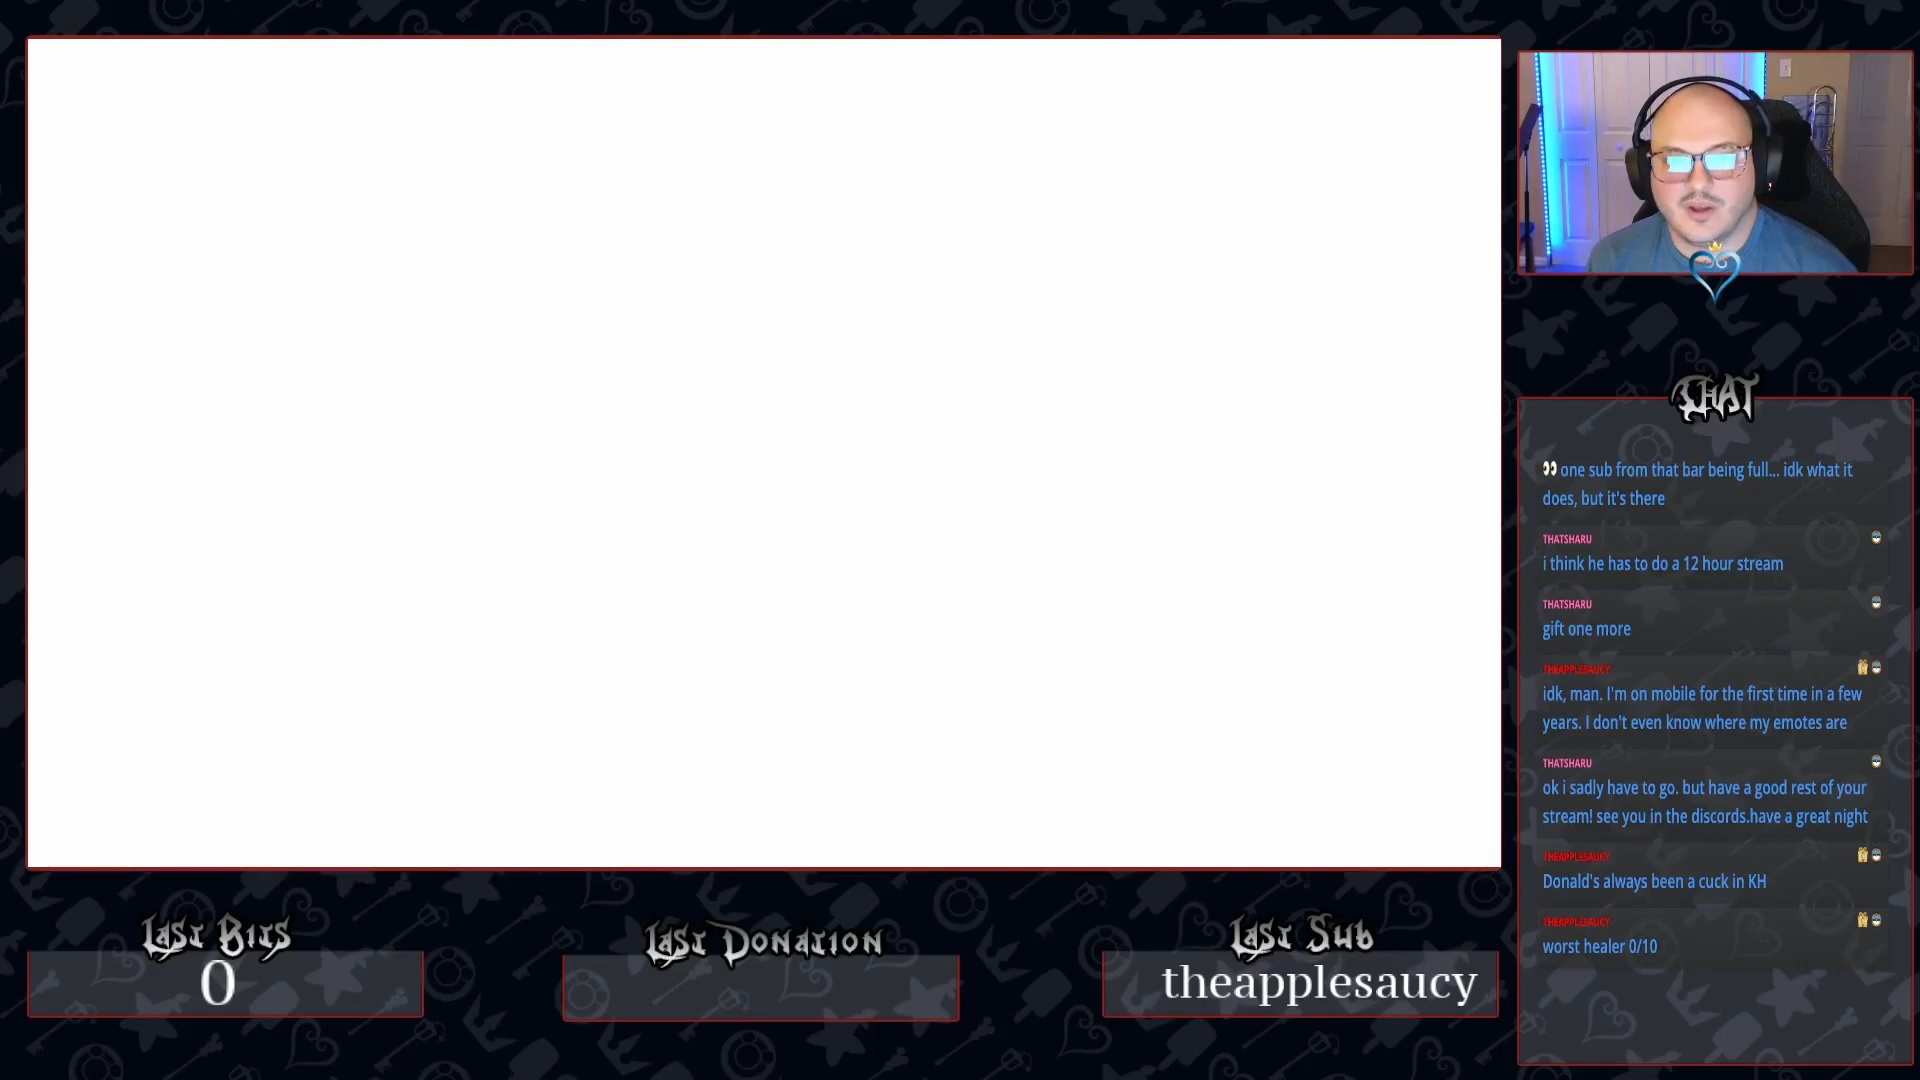 CHAT
one sub from that bar being full... idk what it
does, but it's there
THATSHARU
i think he has to do a 12 hour stream
THATSHARU
gift one more
THEAPPLESAUCY
idk, man. I'm on mobile for the first time in a few
years. I don't even know where my emotes are
THATSHARU
ok i sadly have to go. but have a good rest of your
stream! see you in the discords.have a great night
THEAPPLESAUCY
Donald's always been a cuck in KH
THEAPPLESAUCY
worst healer 0/10
Last Bits
0
Last Donation
Last Sub
theapplesaucy